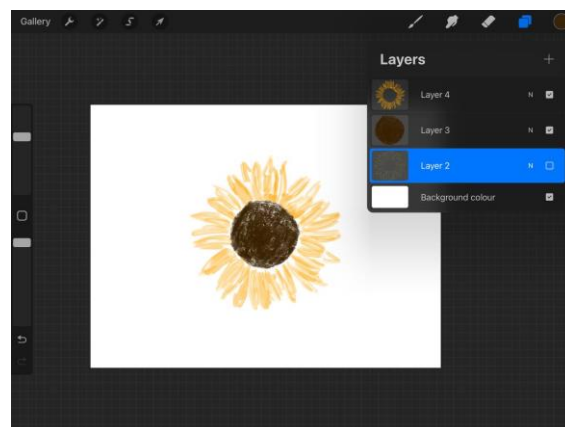 Gallery
Layers
Layer 4 N
Layer 3 N
Layer 2 N
Background colour